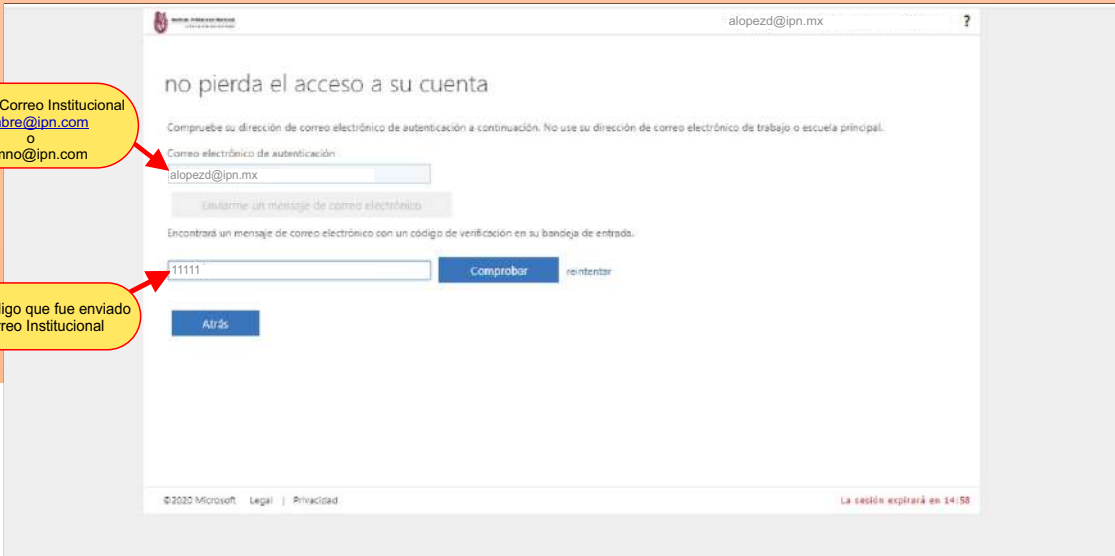 alopezd@ipn.mx ?
no pierda el acceso a su cuenta
Correo Institucional
bre@ipn.com
o
no@ipn.com
Compruebe su dirección de correo electrónico de autenticación a continuación. No use su dirección de correo electrónico de trabajo o escuela principal.
Correo electrónico de autenticación
alopezd@ipn.mx
Enviarme un mensaje de correo electrónico
Encontrará un mensaje de correo electrónico con un código de verificación en su bandeja de entrada.
11111
Comprobar
reintentar
igo que fue enviado
reo Institucional
Atrás
©2020 Microsoft Legal | Privacidad
La sesión expirará en 14:58